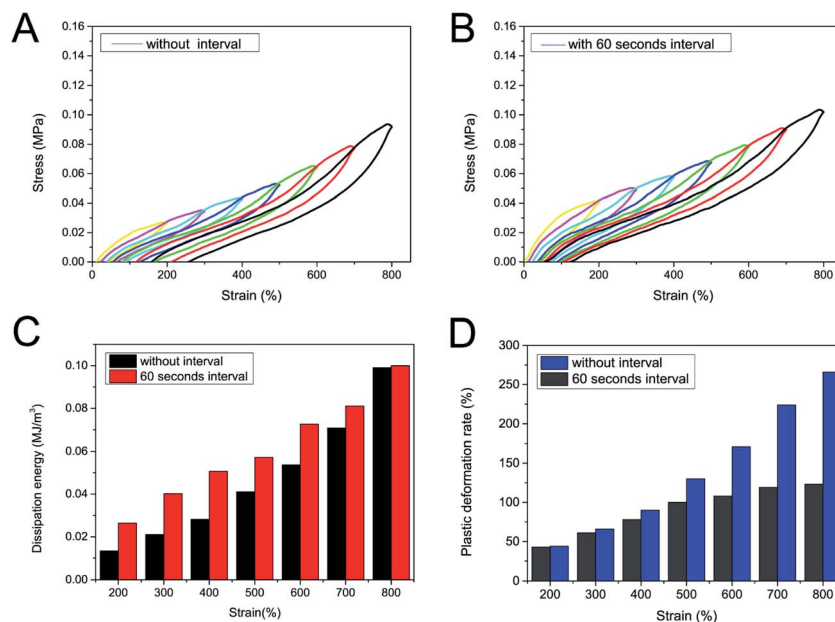 A
without interval
0.16
0.14
0.12
0.10
0.08
0.06
0.04
0.02
0.00
Stress (MPa)
0 200 400 600 800
Strain (%)
B
with 60 seconds interval
0.16
0.14
0.12
0.10
0.08
0.06
0.04
0.02
0.00
Stress (MPa)
0 200 400 600 800
Strain (%)
C
without interval
60 seconds interval
0.10
0.08
0.06
0.04
0.02
0.00
Dissipation energy (MJ/m³)
200 300 400 500 600 700 800
Strain(%)
D
without interval
60 seconds interval
300
250
200
150
100
50
0
Plastic deformation rate (%)
200 300 400 500 600 700 800
Strain (%)